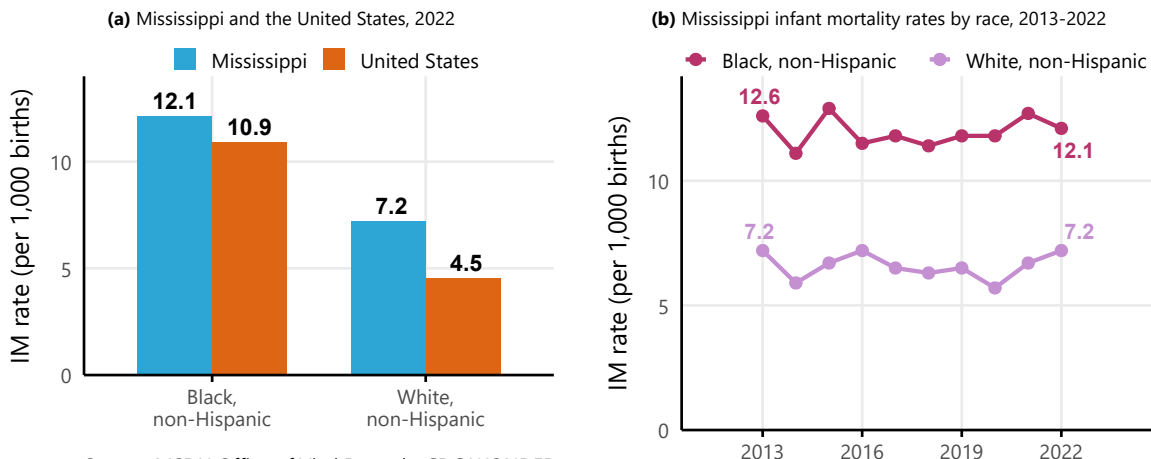 (a) Mississippi and the United States, 2022
Mississippi
United States
IM rate (per 1,000 births)
10
5
0
12.1
10.9
7.2
4.5
Black,
non-Hispanic
White,
non-Hispanic
(b) Mississippi infant mortality rates by race, 2013-2022
Black, non-Hispanic
White, non-Hispanic
IM rate (per 1,000 births)
10
5
0
12.6
12.1
7.2
7.2
2013
2016
2019
2022